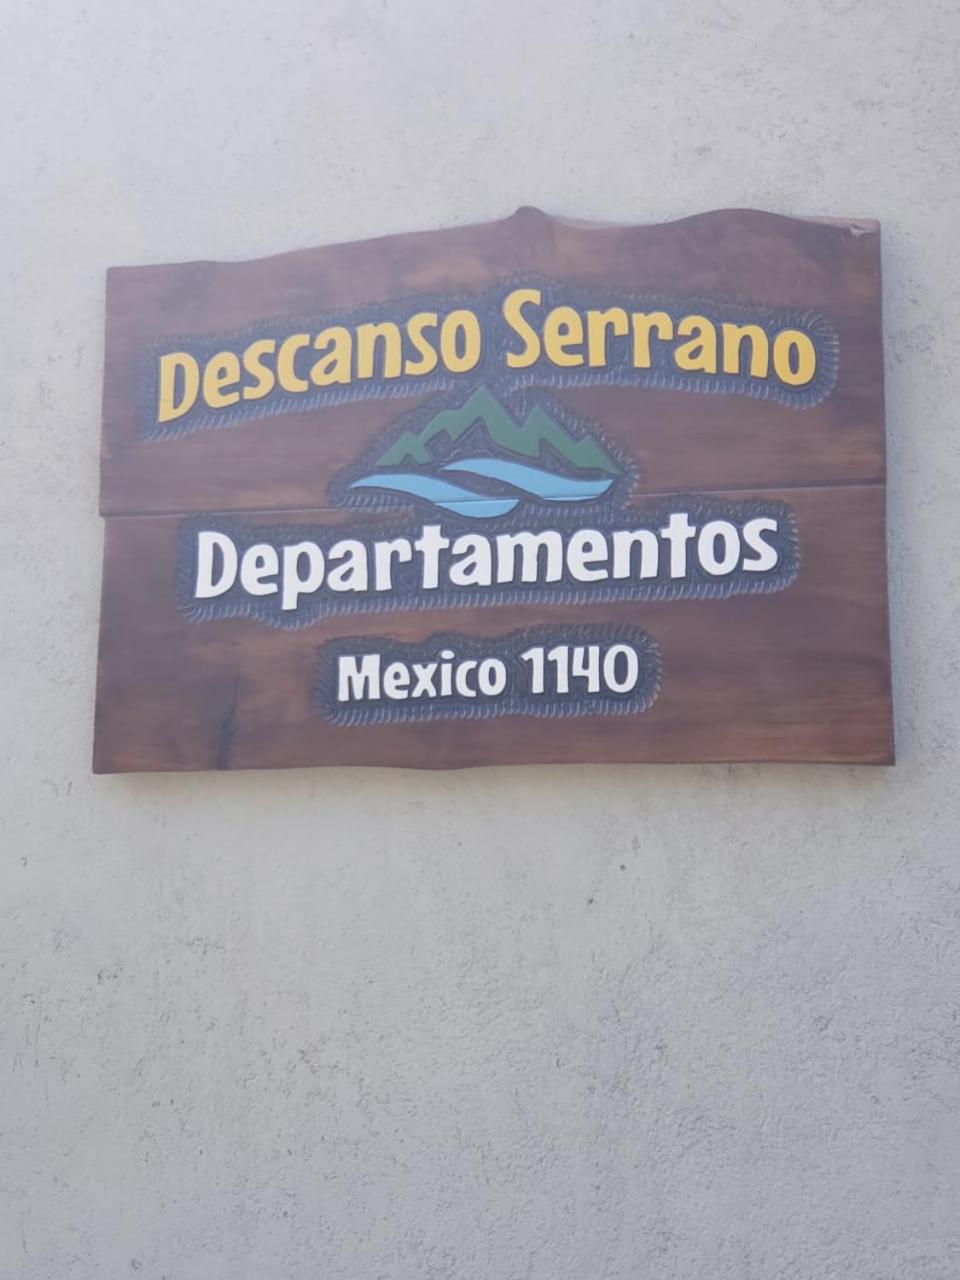 Descanso Serrano
Departamentos
Mexico 1140